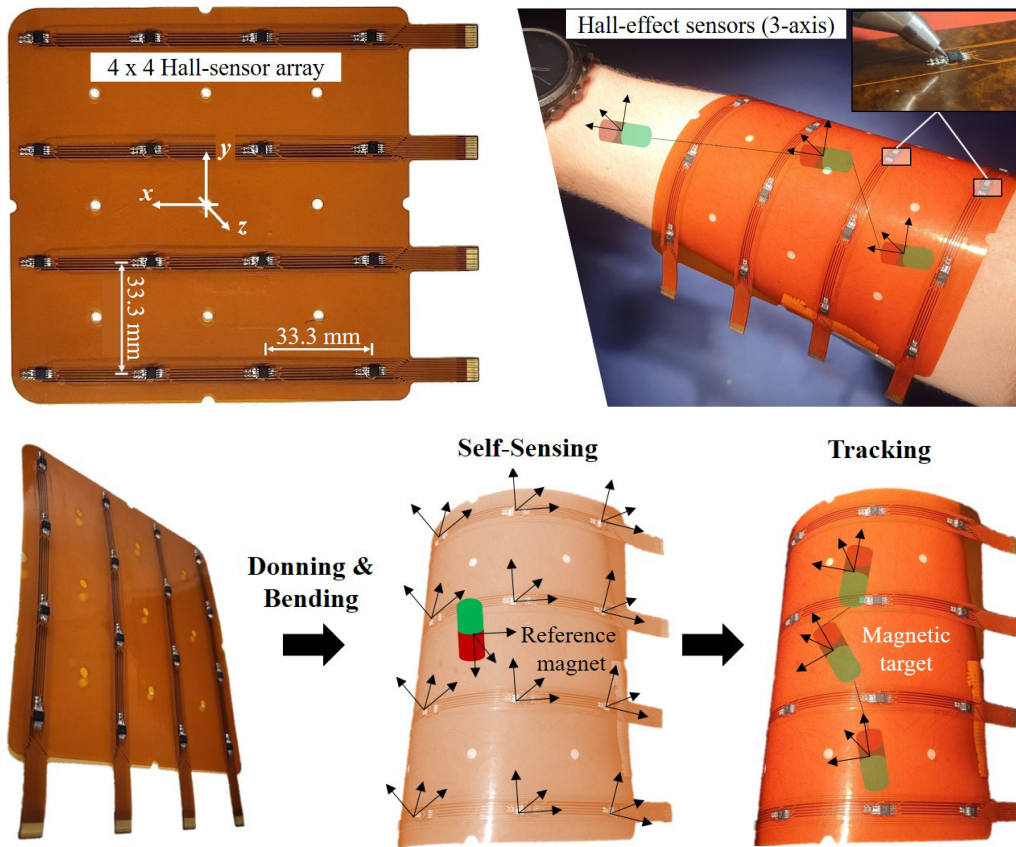 4 x 4 Hall-sensor array
y
x
z
33.3 mm
33.3 mm
Hall-effect sensors (3-axis)
Donning &
Bending
Self-Sensing
Reference
magnet
Tracking
Magnetic
target